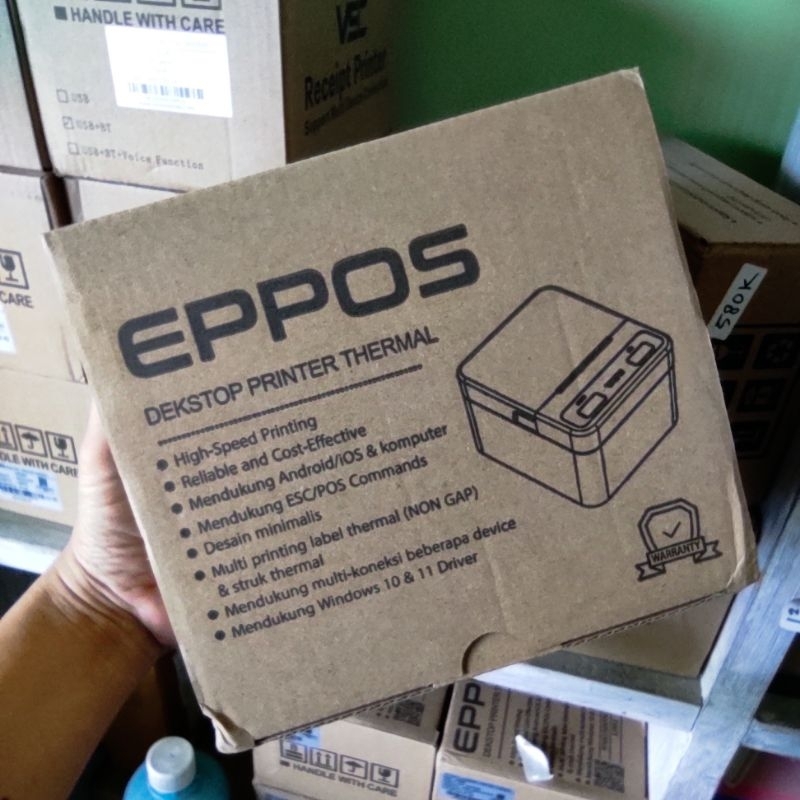 HANDLE WITH CARE
VSC
Receipt Printer
USB
USB+BT
USB+BT+Voice Function
CARE
580K
EPPOS
DEKSTOP PRINTER THERMAL
High-Speed Printing
Reliable and Cost-Effective
Mendukung Android/iOS & komputer
Mendukung ESC/POS Commands
Desain minimalis
Multi printing label thermal (NON GAP)
& struk thermal
Mendukung multi-koneksi beberapa device
Mendukung Windows 10 & 11 Driver
WARRANTY
DLE WITH CARE
HANDLE WITH CARE
EPP
DEKSTOP PRINTER